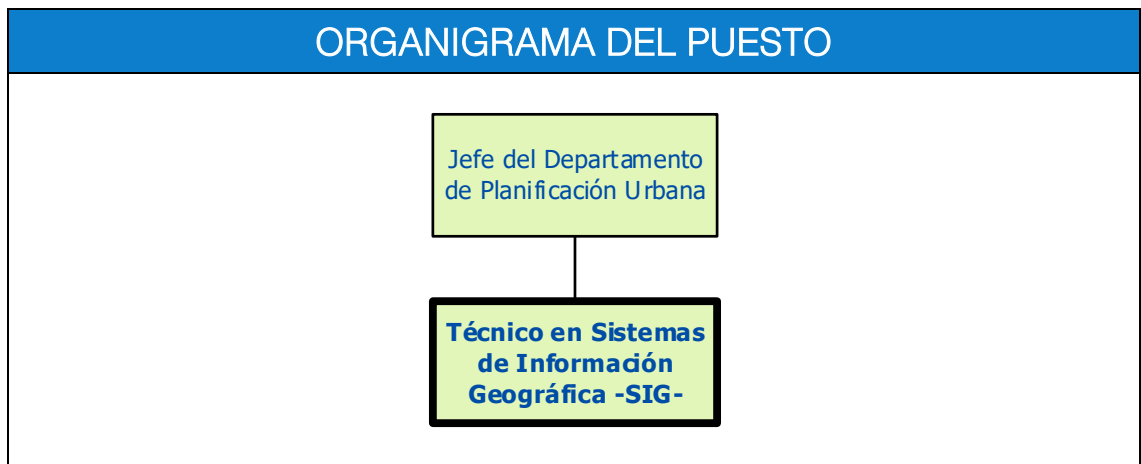 ORGANIGRAMA DEL PUESTO
Jefe del Departamento
de Planificación Urbana
Técnico en Sistemas
de Información
Geográfica -SIG-